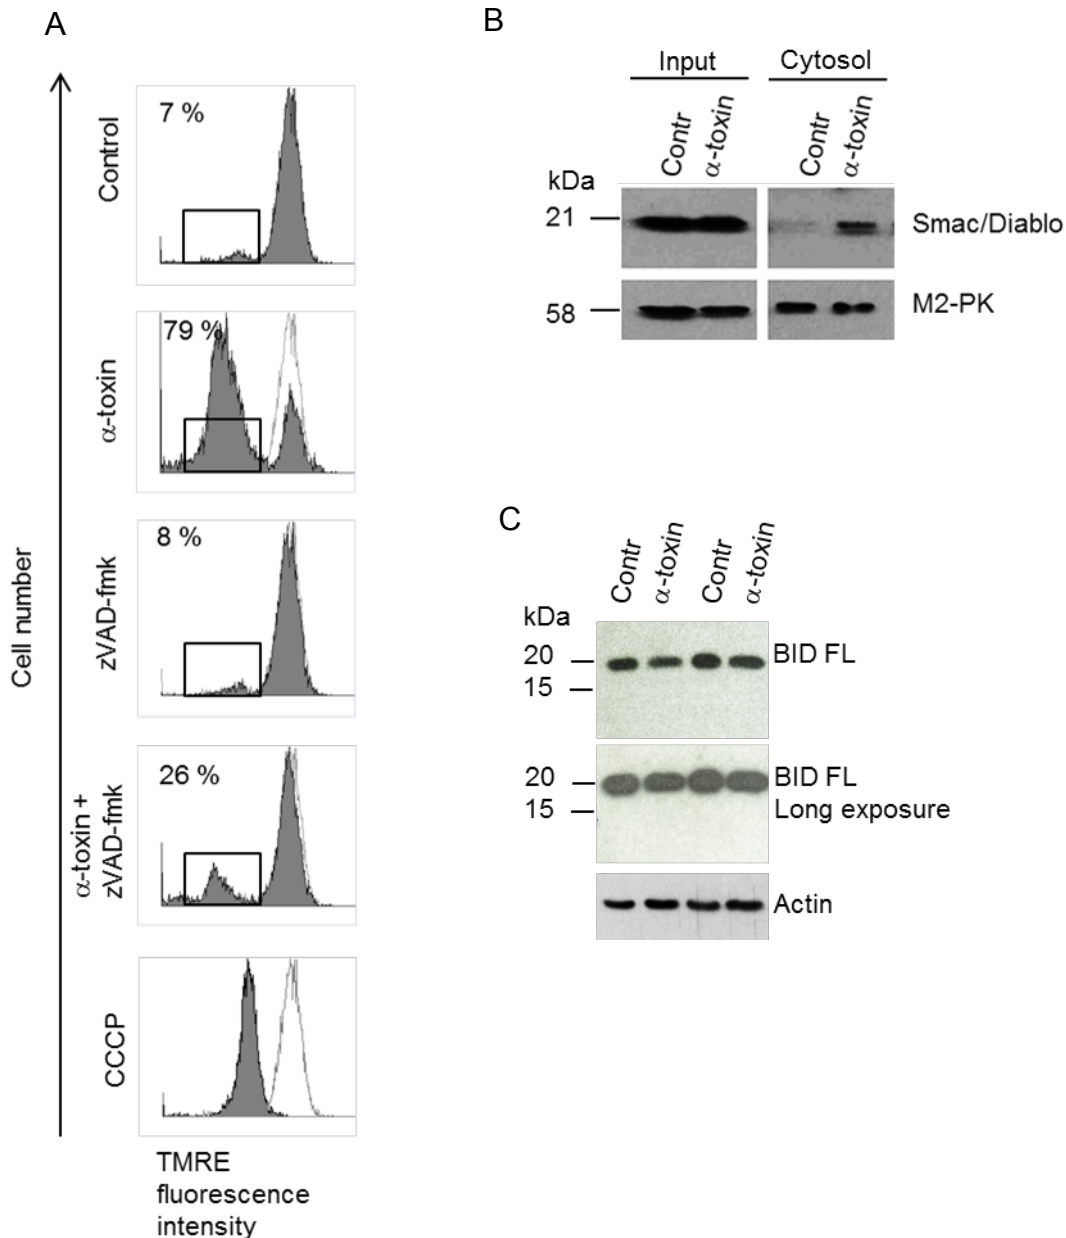 A
Cell number
Control
7 %
α-toxin
79 %
zVAD-fmk
8 %
α-toxin +
zVAD-fmk
26 %
CCCP
TMRE
fluorescence
intensity
B
Input
Cytosol
Contr
α-toxin
Contr
α-toxin
kDa
21
Smac/Diablo
58
M2-PK
C
Contr
α-toxin
Contr
α-toxin
kDa
20
BID FL
15
20
BID FL
15
Long exposure
Actin